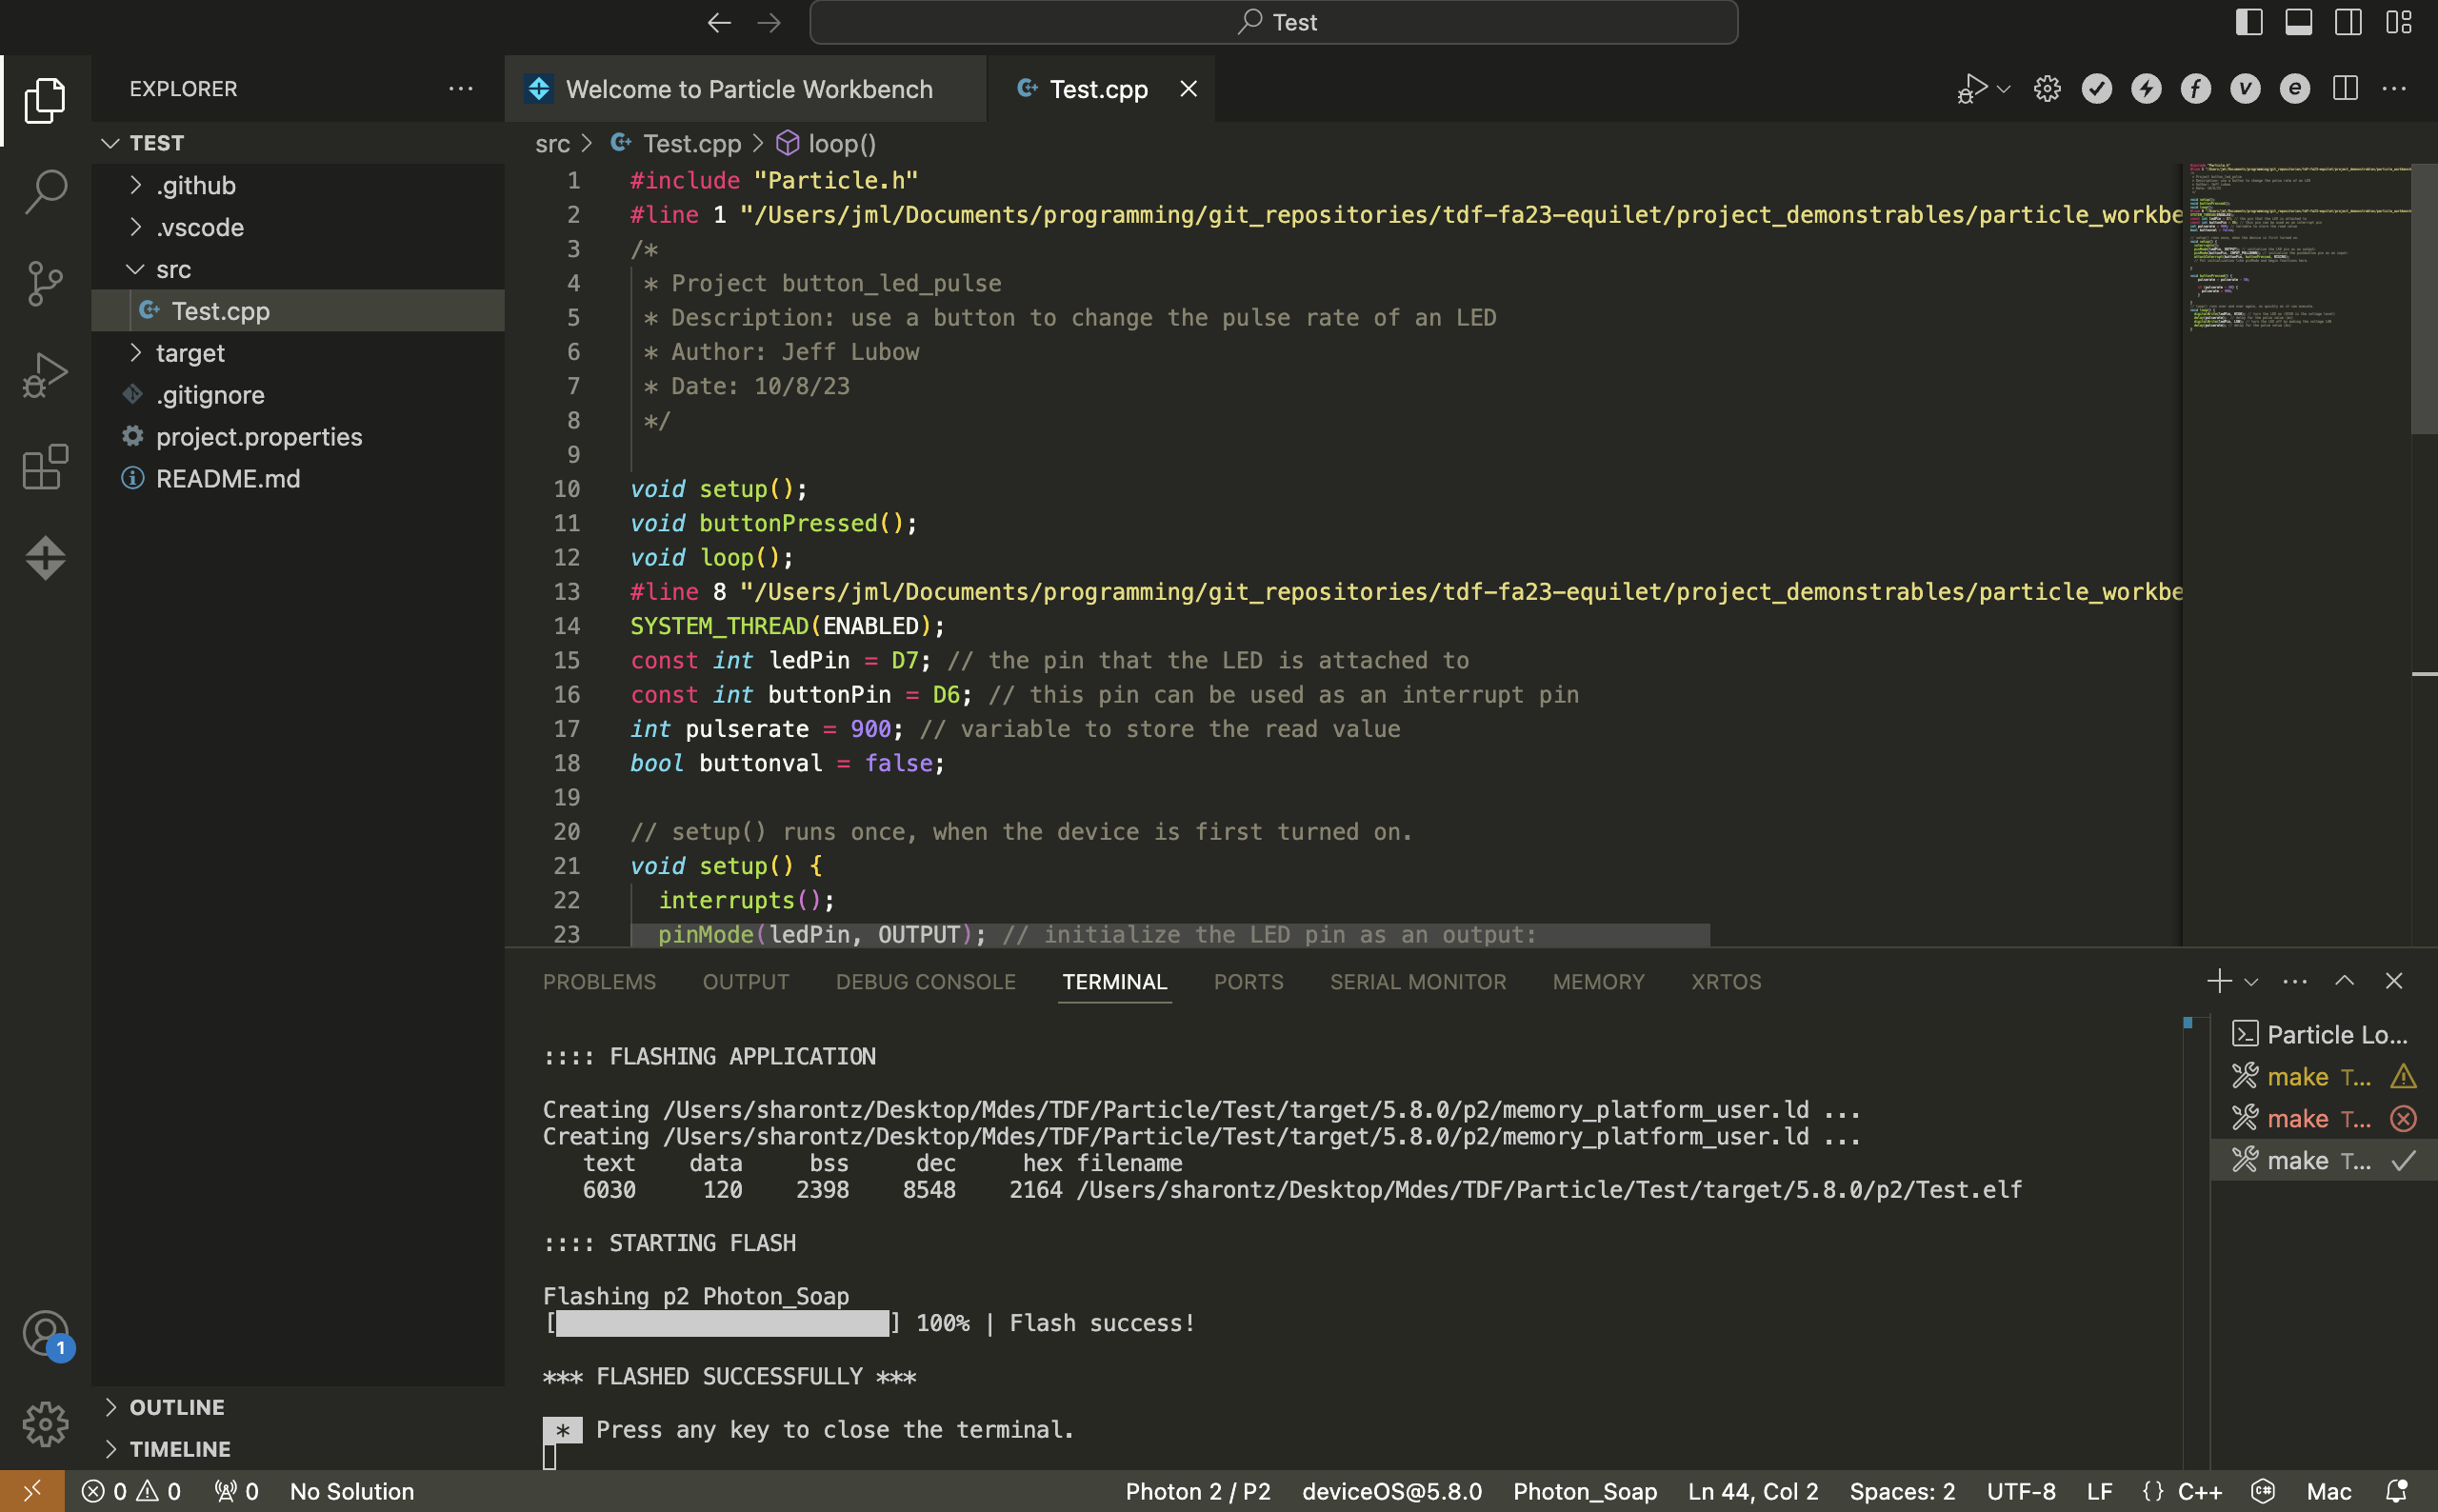 Test
EXPLORER
Welcome to Particle Workbench
Test.cpp
TEST
.github
.vscode
src
Test.cpp
target
.gitignore
project.properties
README.md
OUTLINE
TIMELINE
src > Test.cpp > loop()
1 #include "Particle.h"
2 #line 1 "/Users/jml/Documents/programming/git_repositories/tdf-fa23-equilet/project_demonstrables/particle_workbe
3 /*
4 * Project button_led_pulse
5 * Description: use a button to change the pulse rate of an LED
6 * Author: Jeff Lubow
7 * Date: 10/8/23
8 */
9
10 void setup();
11 void buttonPressed();
12 void loop();
13 #line 8 "/Users/jml/Documents/programming/git_repositories/tdf-fa23-equilet/project_demonstrables/particle_workbe
14 SYSTEM_THREAD(ENABLED);
15 const int ledPin = D7; // the pin that the LED is attached to
16 const int buttonPin = D6; // this pin can be used as an interrupt pin
17 int pulserate = 900; // variable to store the read value
18 bool buttonval = false;
19
20 // setup() runs once, when the device is first turned on.
21 void setup() {
22 interrupts();
23 pinMode(ledPin, OUTPUT); // initialize the LED pin as an output:
PROBLEMS OUTPUT DEBUG CONSOLE TERMINAL PORTS SERIAL MONITOR MEMORY XRTOS
:::: FLASHING APPLICATION
Creating /Users/sharontz/Desktop/Mdes/TDF/Particle/Test/target/5.8.0/p2/memory_platform_user.ld ...
Creating /Users/sharontz/Desktop/Mdes/TDF/Particle/Test/target/5.8.0/p2/memory_platform_user.ld ...
text data bss dec hex filename
6030 120 2398 8548 2164 /Users/sharontz/Desktop/Mdes/TDF/Particle/Test/target/5.8.0/p2/Test.elf
:::: STARTING FLASH
Flashing p2 Photon_Soap
[ ] 100% | Flash success!
*** FLASHED SUCCESSFULLY ***
* Press any key to close the terminal.
Particle Lo...
make T...
make T...
make T...
1
0 0 0 No Solution
Photon 2 / P2 deviceOS@5.8.0 Photon_Soap Ln 44, Col 2 Spaces: 2 UTF-8 LF {} C++ Mac